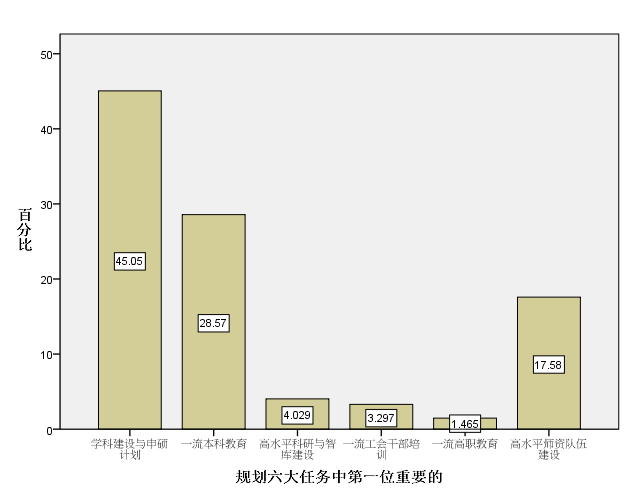 50
40
30
20
10
0
百分比
45.05
28.57
4.029
3.297
1.465
17.58
学科建设与申硕
计划
一流本科教育
高水平科研与智
库建设
一流工会干部培
训
一流高职教育
高水平师资队伍
建设
规划六大任务中第一位重要的